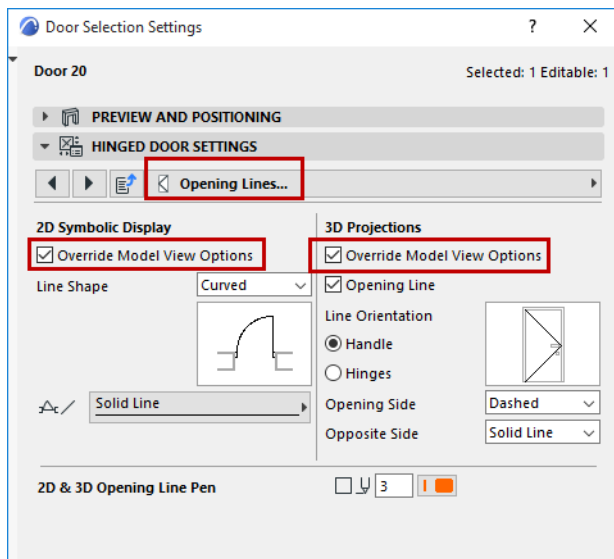 Door Selection Settings ? ×
Door 20 Selected: 1 Editable: 1
PREVIEW AND POSITIONING
HINGED DOOR SETTINGS
Opening Lines...
2D Symbolic Display
Override Model View Options
Line Shape Curved
Solid Line
3D Projections
Override Model View Options
Opening Line
Line Orientation
Handle
Hinges
Opening Side Dashed
Opposite Side Solid Line
2D & 3D Opening Line Pen 3